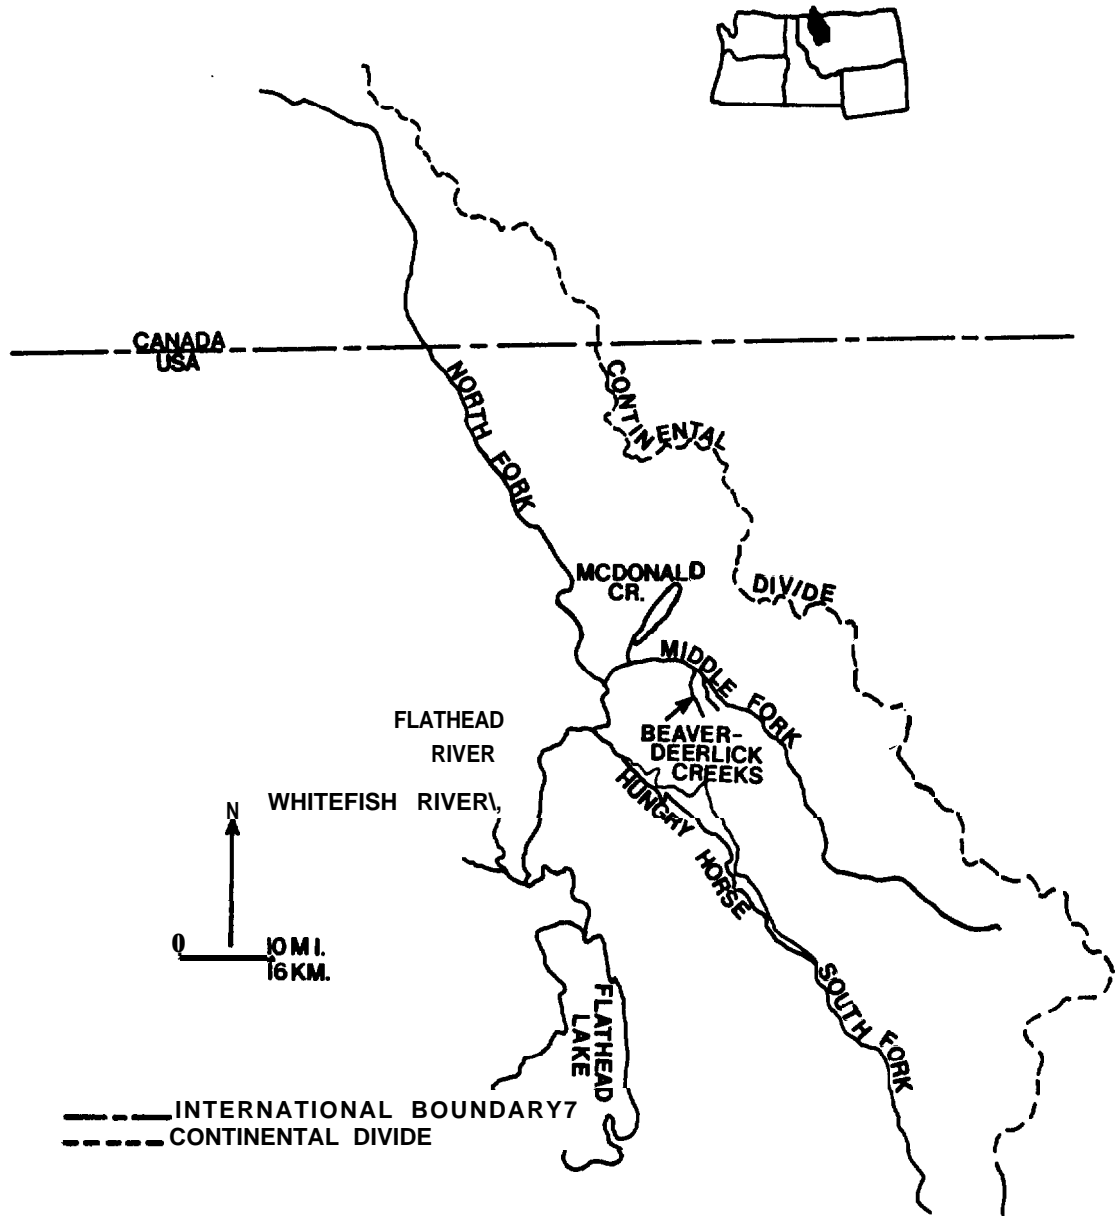 CANADA
USA
NORTH FORK
CONTINENTAL
DIVIDE
MCDONALD
CR.
MIDDLE FORK
FLATHEAD
RIVER
BEAVER-
DEERLICK
CREEKS
WHITEFISH RIVER\,
HUNGRY HORSE
N
0
10 MI.
16 KM.
SOUTH FORK
FLATHEAD
LAKE
INTERNATIONAL BOUNDARY7
CONTINENTAL DIVIDE